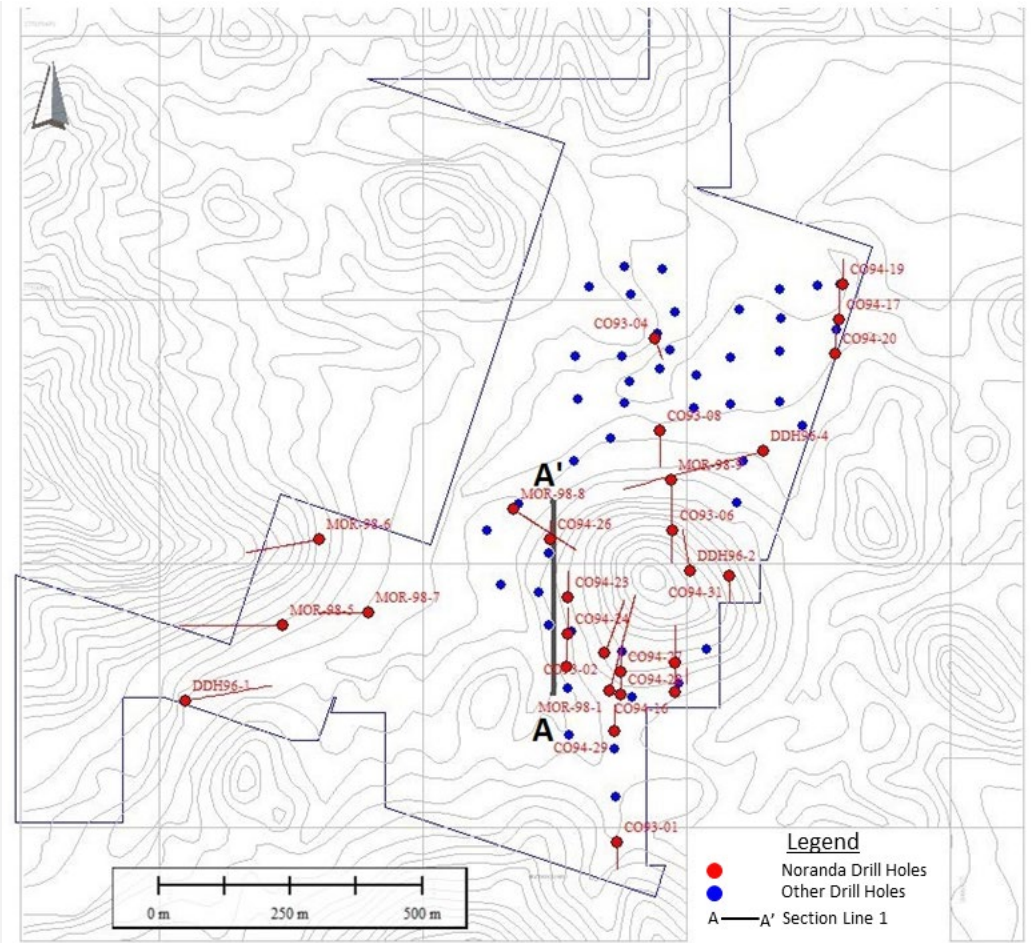 CO94-19
CO94-17
CO93-04
CO94-20
CO93-08
DDH96-4
MOR-98-9
A'
MOR-98-8
CO93-06
MOR-98-6
CO94-26
DDH96-2
CO94-23
CO94-31
MOR-98-7
MOR-98-5
CO94-24
CO94-27
CO93-02
CO94-28
DDH96-1
MOR-98-1
CO94-16
A
CO94-29
CO93-01
Legend
Noranda Drill Holes
Other Drill Holes
A A' Section Line 1
0 m 250 m 500 m